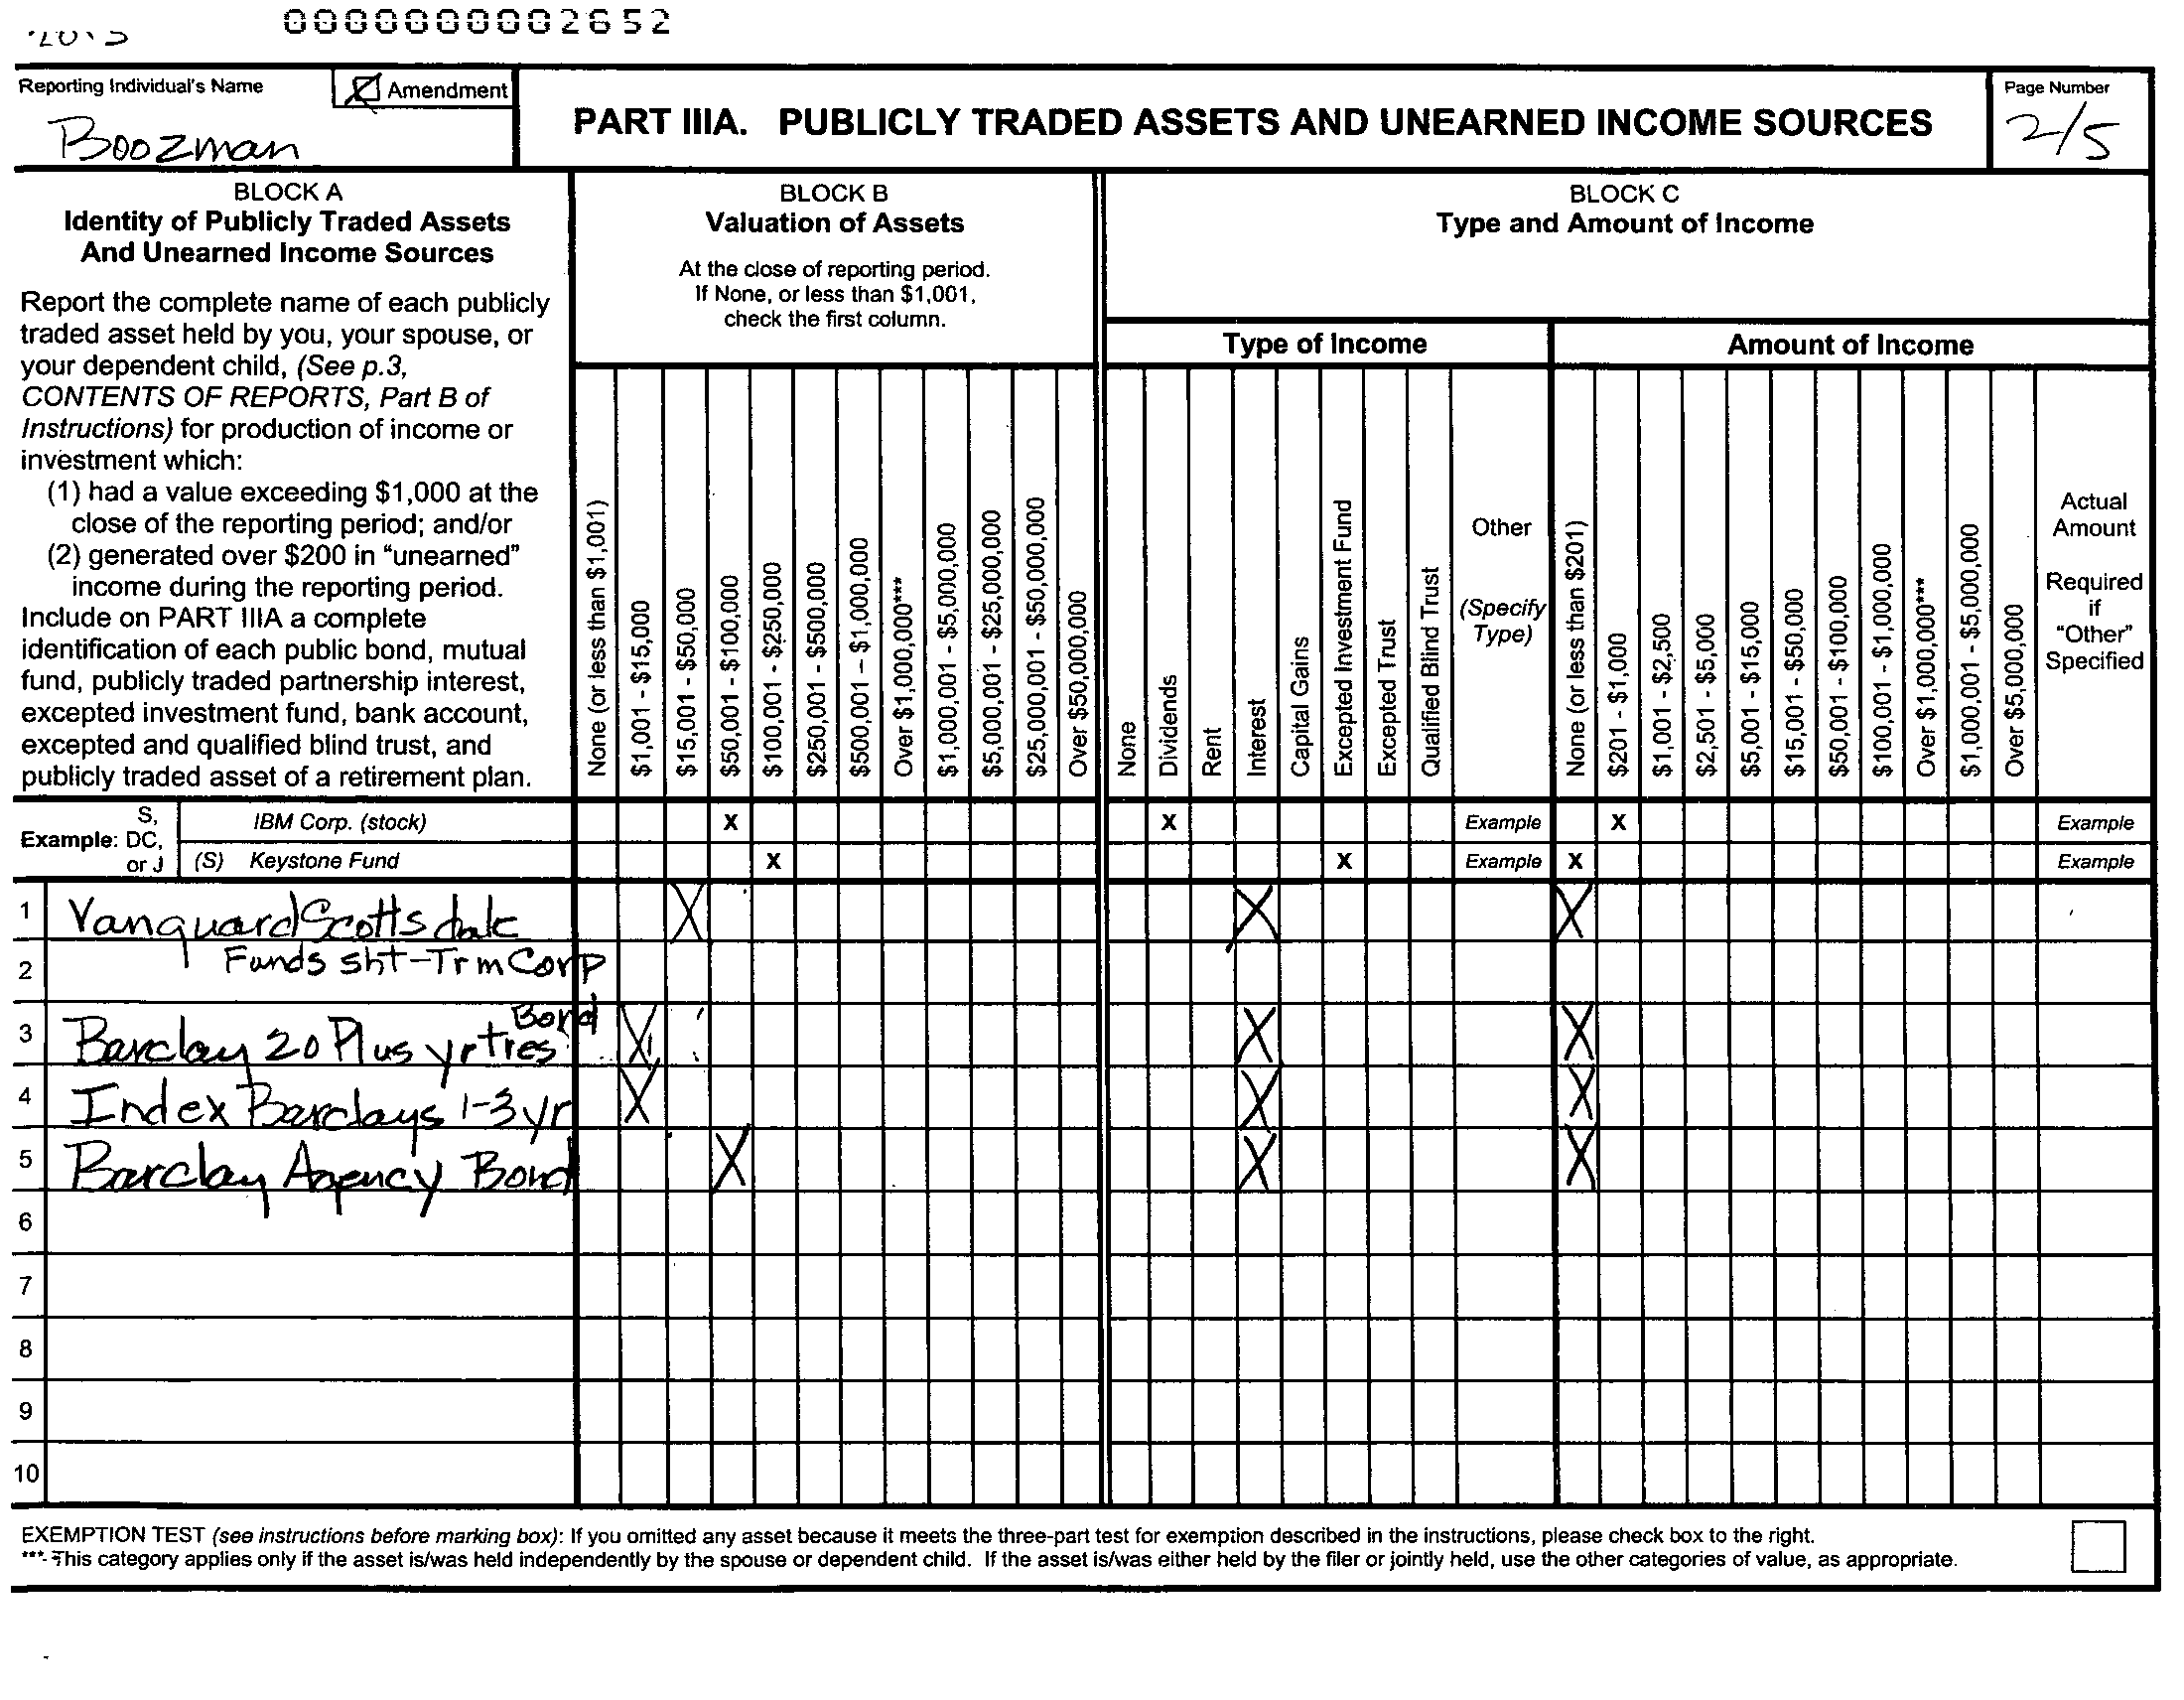 0000000002652
Reporting Individual's Name
Amendment
Boozman
PART IIIA. PUBLICLY TRADED ASSETS AND UNEARNED INCOME SOURCES
Page Number
2/5
BLOCK A
Identity of Publicly Traded Assets
And Unearned Income Sources
Report the complete name of each publicly
traded asset held by you, your spouse, or
your dependent child, (See p.3,
CONTENTS OF REPORTS, Part B of
Instructions) for production of income or
investment which:
(1) had a value exceeding $1,000 at the
close of the reporting period; and/or
(2) generated over $200 in "unearned"
income during the reporting period.
Include on PART IIIA a complete
identification of each public bond, mutual
fund, publicly traded partnership interest,
excepted investment fund, bank account,
excepted and qualified blind trust, and
publicly traded asset of a retirement plan.
BLOCK B
Valuation of Assets
At the close of reporting period.
If None, or less than $1,001,
check the first column.
None (or less than $1,001)
$1,001 - $15,000
$15,001 - $50,000
$50,001 - $100,000
$100,001 - $250,000
$250,001 - $500,000
$500,001 – $1,000,000
Over $1,000,000***
$1,000,001 - $5,000,000
$5,000,001 - $25,000,000
$25,000,001 - $50,000,000
Over $50,000,000
BLOCK C
Type and Amount of Income
Type of Income
None
Dividends
Rent
Interest
Capital Gains
Excepted Investment Fund
Excepted Trust
Qualified Blind Trust
Other
(Specify
Type)
Amount of Income
None (or less than $201)
$201 - $1,000
$1,001 - $2,500
$2,501 - $5,000
$5,001 - $15,000
$15,001 - $50,000
$50,001 - $100,000
$100,001 - $1,000,000
Over $1,000,000***
$1,000,001 - $5,000,000
Over $5,000,000
Actual
Amount
Required
if
"Other"
Specified
Example: S, DC, or J
IBM Corp. (stock) X X Example X Example
(S) Keystone Fund X X Example X Example
1 Vanguard Scottsdale X X X
2 Funds sht-Trm Corp
Bond
3 Barclay 20 Plus yr tres X X X
4 Index Barclays 1-3 yr X X X
5 Barclay Agency Bond X X X
6
7
8
9
10
EXEMPTION TEST (see instructions before marking box): If you omitted any asset because it meets the three-part test for exemption described in the instructions, please check box to the right.
***- This category applies only if the asset is/was held independently by the spouse or dependent child. If the asset is/was either held by the filer or jointly held, use the other categories of value, as appropriate.